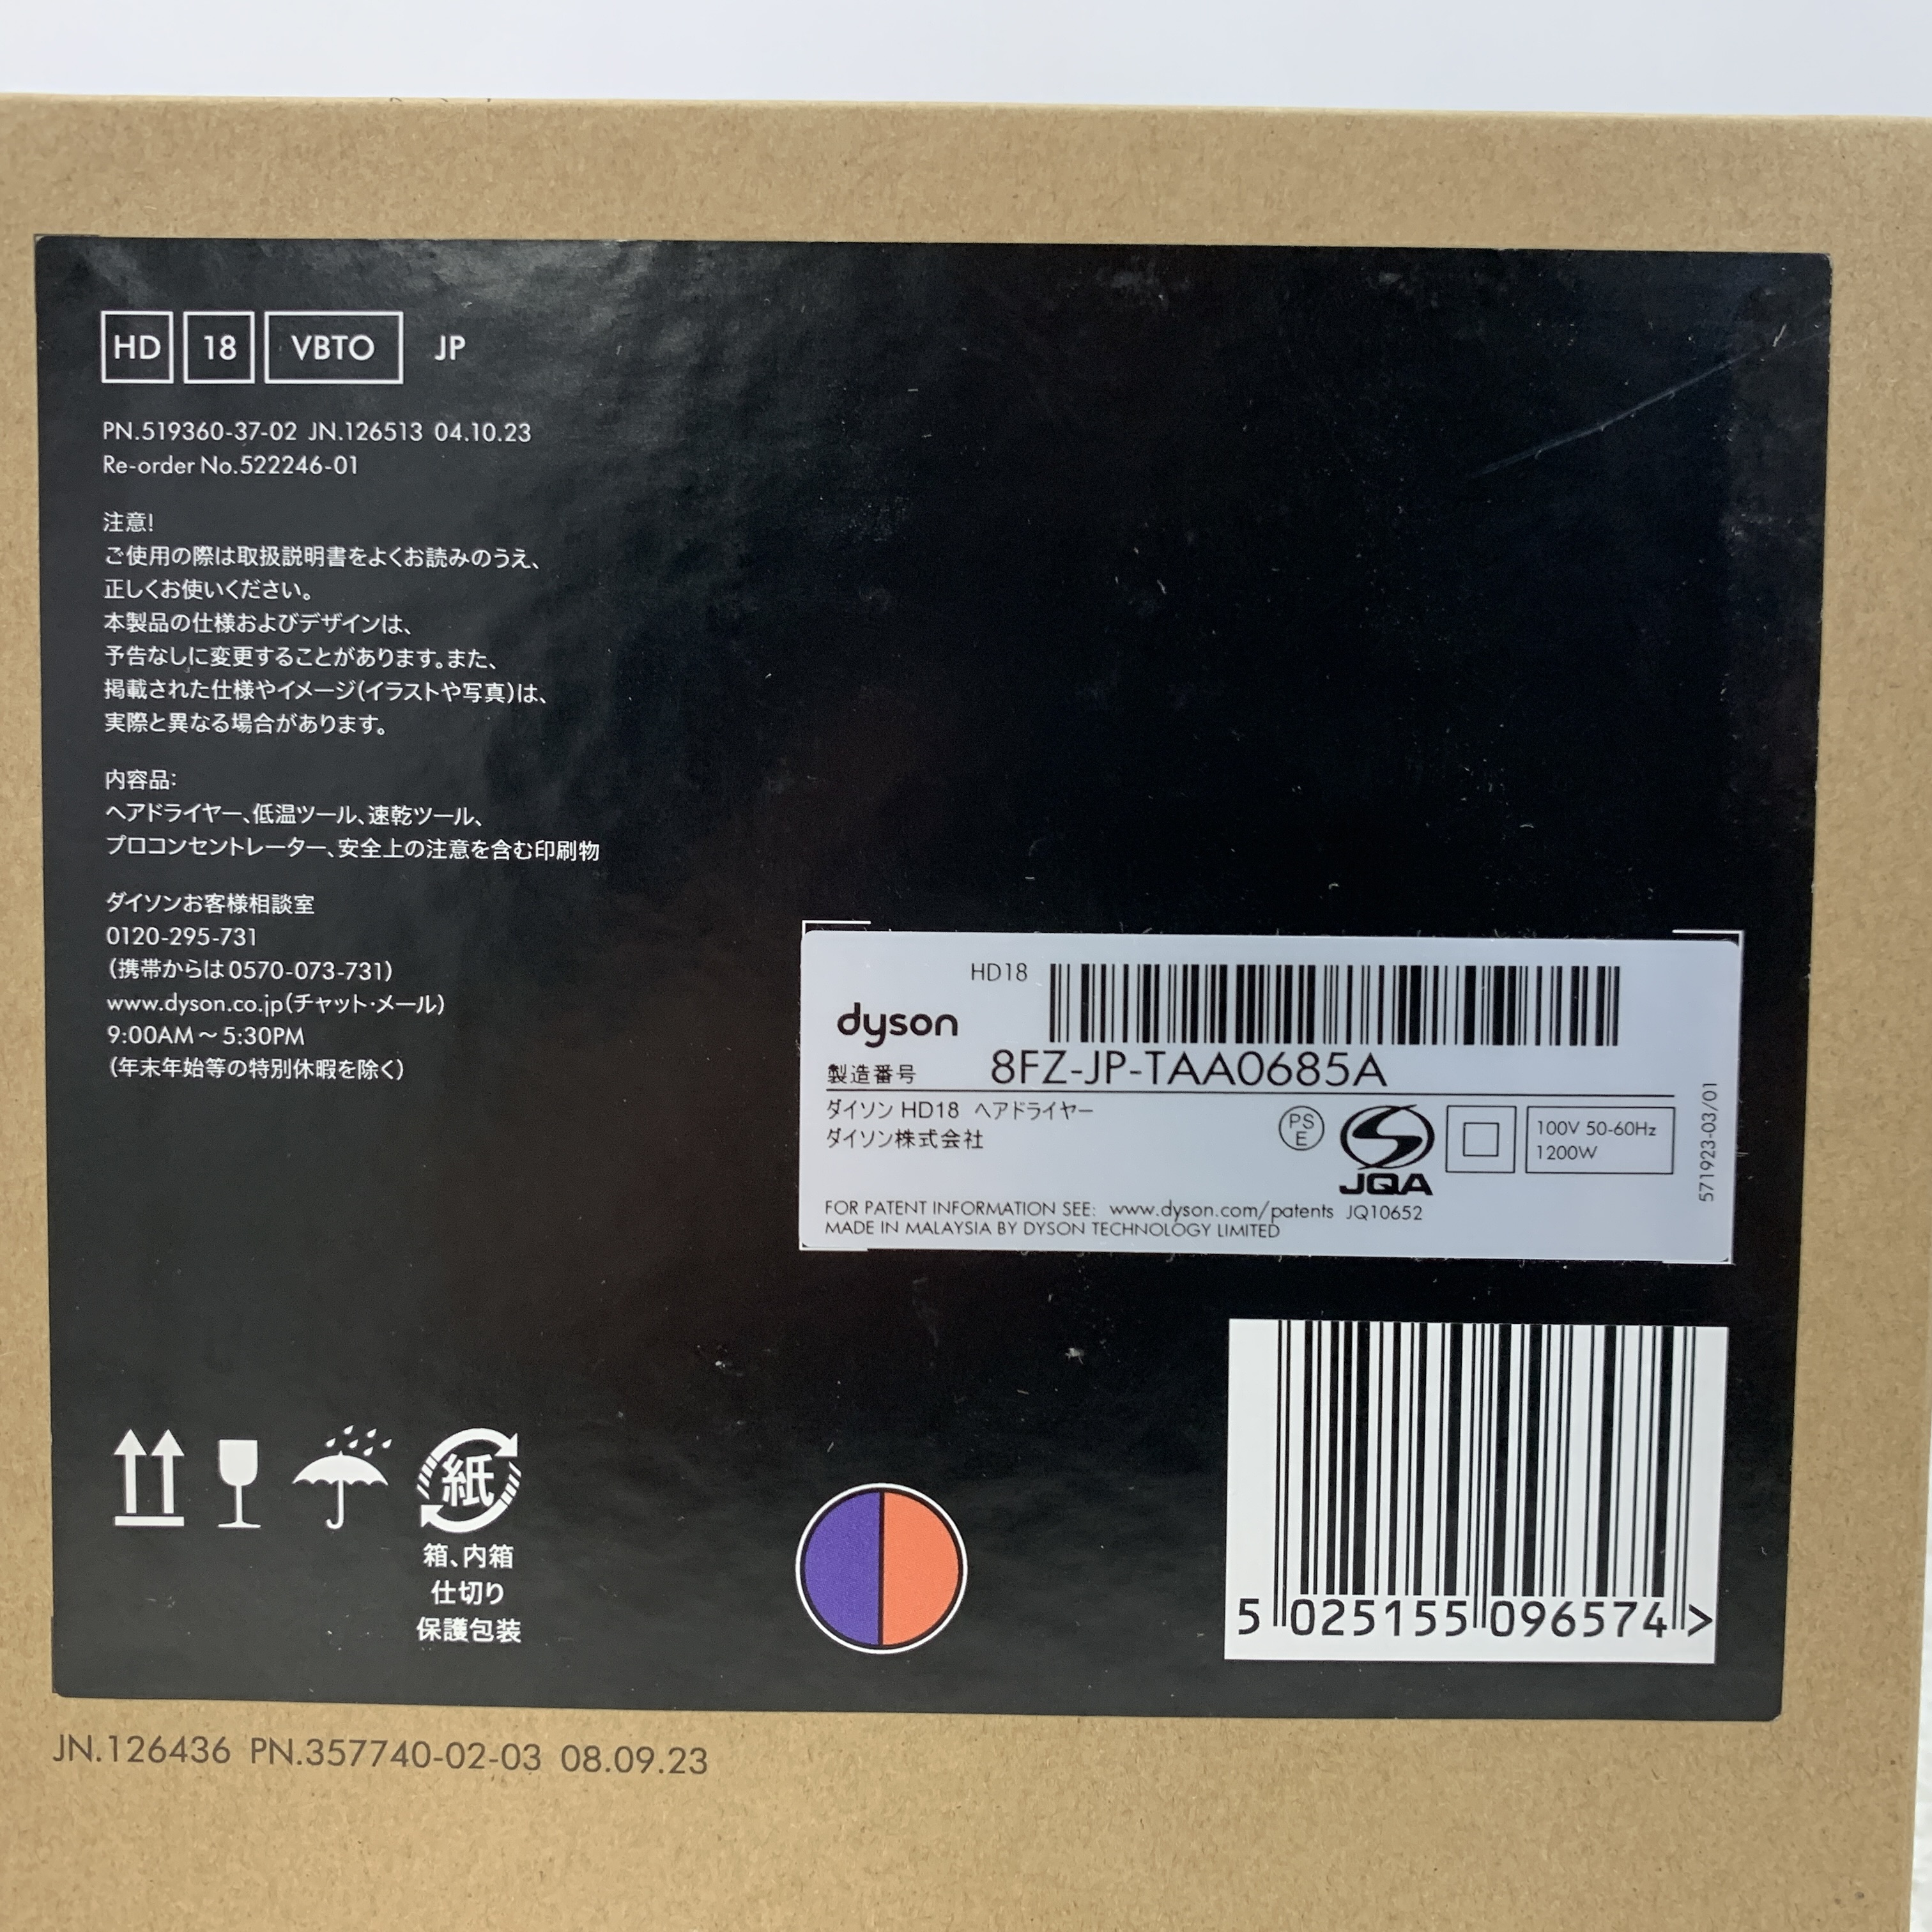 HD 18 VBTO JP
PN.519360-37-02 JN.126513 04.10.23
Re-order No.522246-01
注意!
ご使用の際は取扱説明書をよくお読みのうえ、
正しくお使いください。
本製品の仕様およびデザインは、
予告なしに変更することがあります。また、
掲載された仕様やイメージ(イラストや写真)は、
実際と異なる場合があります。
内容品:
ヘアドライヤー、低温ツール、速乾ツール、
プロコンセントレーター、安全上の注意を含む印刷物
ダイソンお客様相談室
0120-295-731
(携帯からは0570-073-731)
www.dyson.co.jp(チャット・メール)
9:00AM~5:30PM
(年末年始等の特別休暇を除く)
HD18
dyson
製造番号 8FZ-JP-TAA0685A
ダイソン HD18 ヘアドライヤー
ダイソン株式会社
PS
E
JQA
100V 50-60Hz
1200W
571923-03/01
FOR PATENT INFORMATION SEE: www.dyson.com/patents JQ10652
MADE IN MALAYSIA BY DYSON TECHNOLOGY LIMITED
紙
箱、内箱
仕切り
保護包装
5 025155 096574 >
JN.126436 PN.357740-02-03 08.09.23